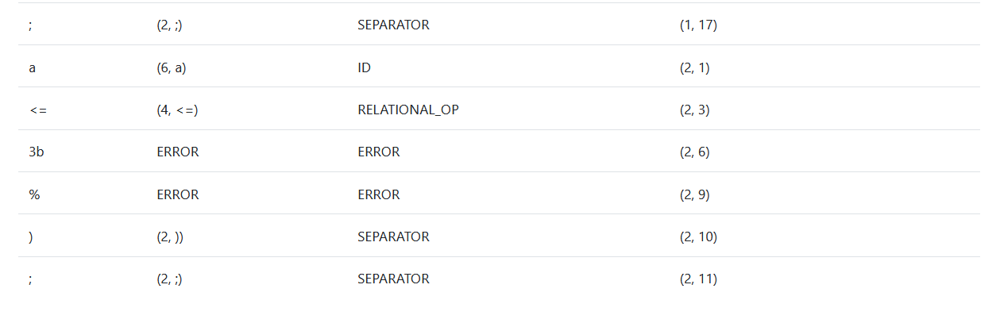 ; (2, ;) SEPARATOR (1, 17)
a (6, a) ID (2, 1)
<= (4, <=) RELATIONAL_OP (2, 3)
3b ERROR ERROR (2, 6)
% ERROR ERROR (2, 9)
) (2, )) SEPARATOR (2, 10)
; (2, ;) SEPARATOR (2, 11)